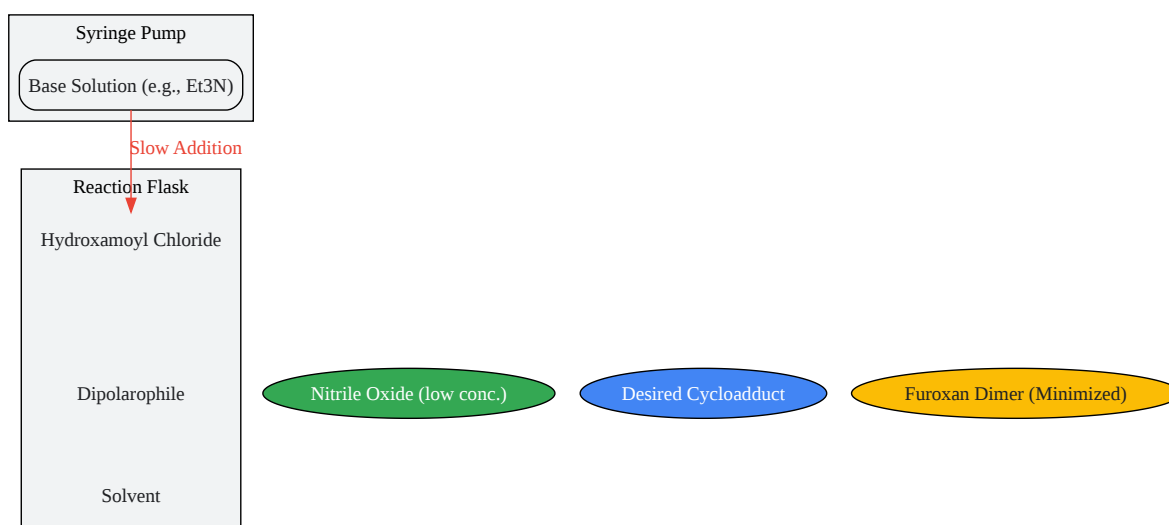 Syringe Pump
Base Solution (e.g., Et3N)
Slow Addition
Reaction Flask
Hydroxamoyl Chloride
Dipolarophile
Nitrile Oxide (low conc.)
Desired Cycloadduct
Furoxan Dimer (Minimized)
Solvent